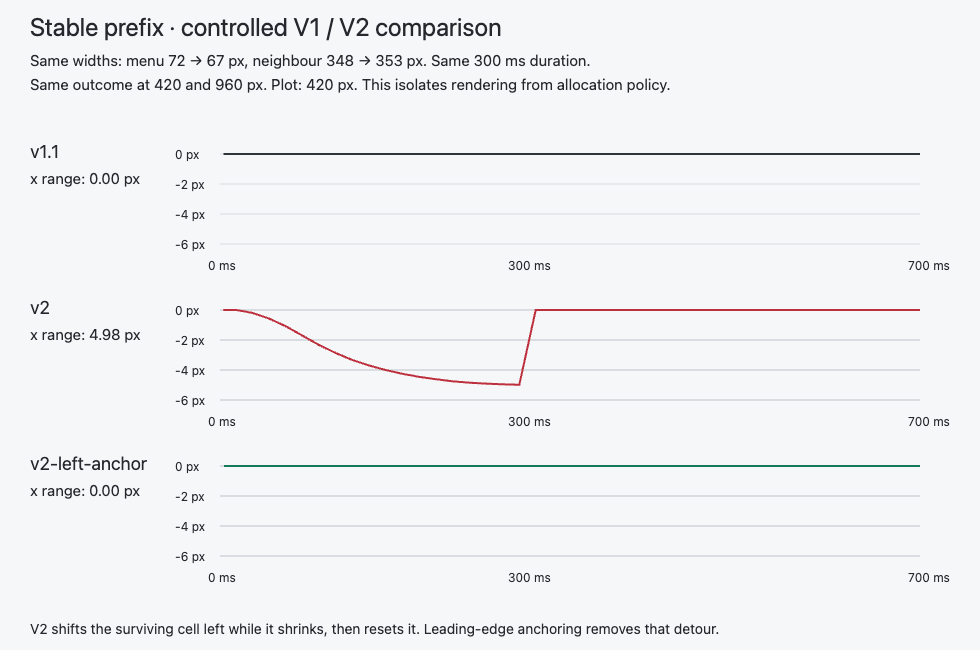 Stable prefix · controlled V1 / V2 comparison
Same widths: menu 72 → 67 px, neighbour 348 → 353 px. Same 300 ms duration.
Same outcome at 420 and 960 px. Plot: 420 px. This isolates rendering from allocation policy.
v1.1
x range: 0.00 px
0 px
-2 px
-4 px
-6 px
0 ms
300 ms
700 ms
v2
x range: 4.98 px
0 px
-2 px
-4 px
-6 px
0 ms
300 ms
700 ms
v2-left-anchor
x range: 0.00 px
0 px
-2 px
-4 px
-6 px
0 ms
300 ms
700 ms
V2 shifts the surviving cell left while it shrinks, then resets it. Leading-edge anchoring removes that detour.